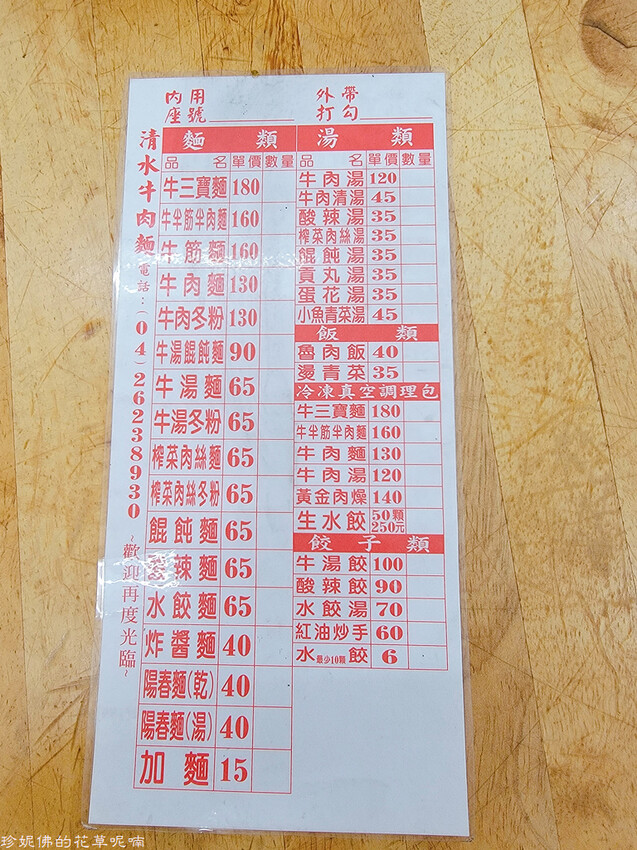 內用 外帶
座號 打勾
清水牛肉麵 電話:(04)26238930 ~歡迎再度光臨~
麵類
品名 單價 數量
牛三寶麵 180
牛半筋半肉麵 160
牛筋麵 160
牛肉麵 130
牛肉冬粉 130
牛湯餛飩麵 90
牛湯麵 65
牛湯冬粉 65
榨菜肉絲麵 65
榨菜肉絲冬粉 65
餛飩麵 65
酸辣麵 65
水餃麵 65
炸醬麵 40
陽春麵(乾) 40
陽春麵(湯) 40
加麵 15
湯類
品名 單價 數量
牛肉湯 120
牛肉清湯 45
酸辣湯 35
榨菜肉絲湯 35
餛飩湯 35
貢丸湯 35
蛋花湯 35
小魚青菜湯 45
飯類
魯肉飯 40
燙青菜 35
冷凍真空調理包
牛三寶麵 180
牛半筋半肉麵 160
牛肉麵 130
牛肉湯 120
黃金肉燥 140
生水餃 50顆 250元
餃子類
牛湯餃 100
酸辣餃 90
水餃湯 70
紅油炒手 60
水餃 最少10顆 6
珍妮佛的花草呢喃